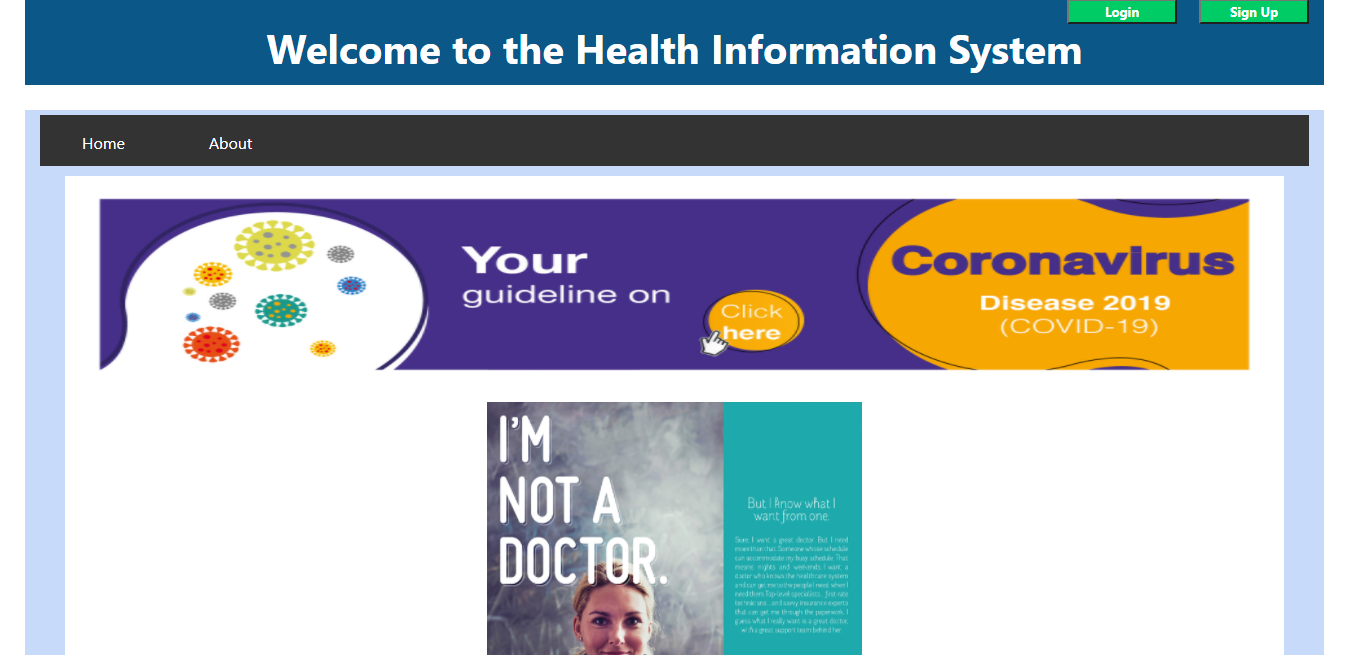 Login
Sign Up
Welcome to the Health Information System
Home
About
Your
guideline on
Click
here
Coronavirus
Disease 2019
(COVID-19)
I'M
NOT A
DOCTOR.
But I know what I
want from one.
Sure, I want a great doctor. But I need
more than that. Someone whose schedule
can accommodate my busy schedule. That
means nights and weekends. I want a
doctor who knows the healthcare system
and can get me to the people I need, when I
need them. Top-level specialists... first-rate
technicians... and savvy insurance experts
that can get me through the paperwork. I
guess what I really want is a great doctor,
with a great support team behind her.